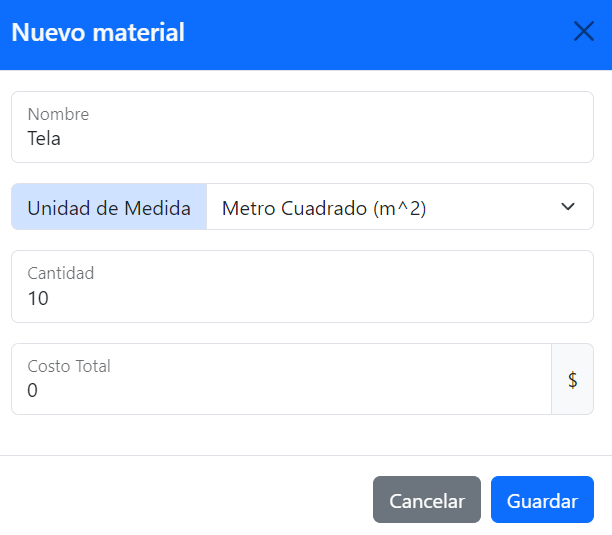 Nuevo material
Nombre
Tela
Unidad de Medida Metro Cuadrado (m^2)
Cantidad
10
Costo Total
0
$
Cancelar Guardar